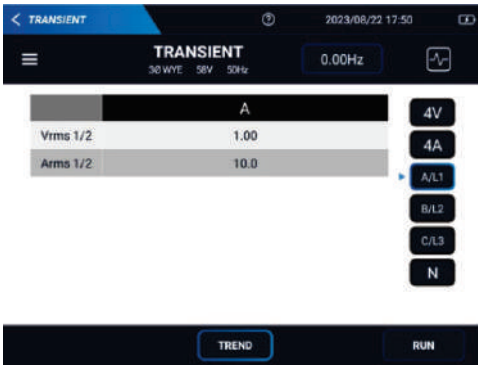 TRANSIENT 2023/08/22 17:50
TRANSIENT
3Ø WYE 58V 50Hz
0.00Hz
A
Vrms 1/2 1.00
Arms 1/2 10.0
4V
4A
A/L1
B/L2
C/L3
N
TREND
RUN